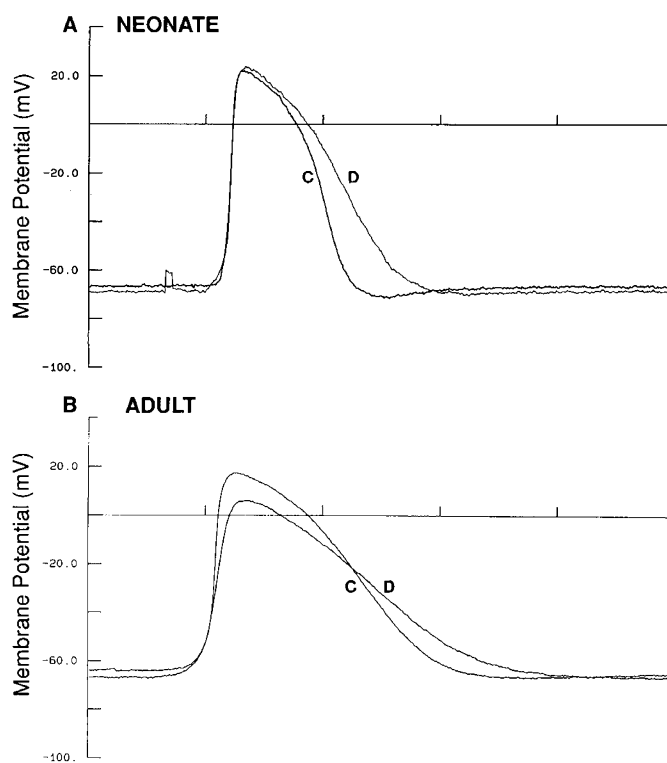 A NEONATE
Membrane Potential (mV)
20.0
-20.0
C D
-60.0
-100.
B ADULT
Membrane Potential (mV)
20.0
-20.0
C D
-60.0
-100.